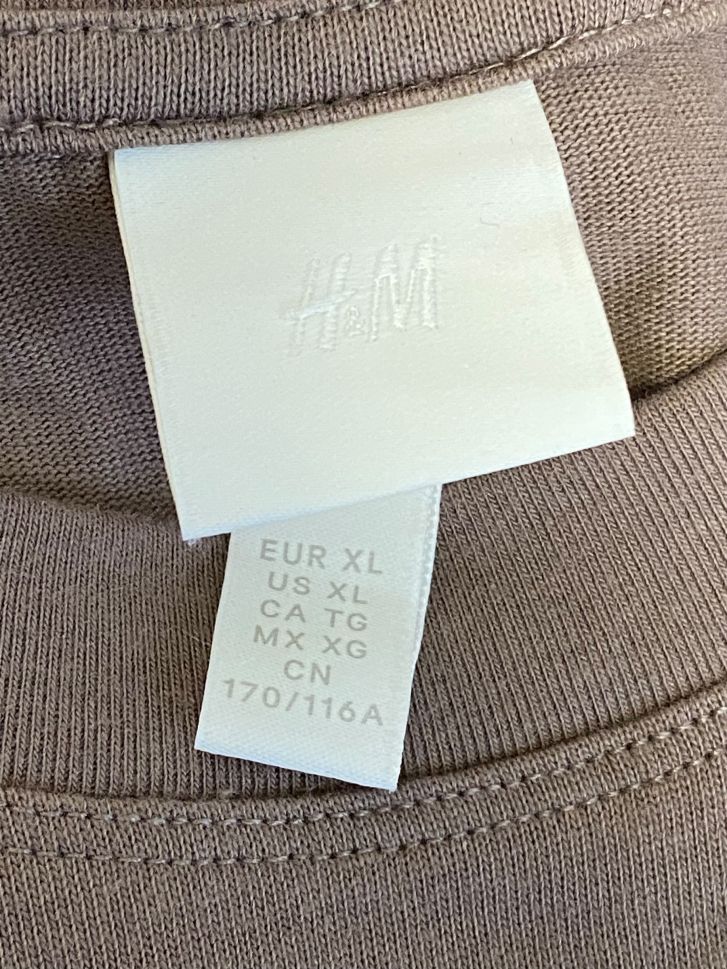 H&M
EUR XL
US XL
CA TG
MX XG
CN
170/116A